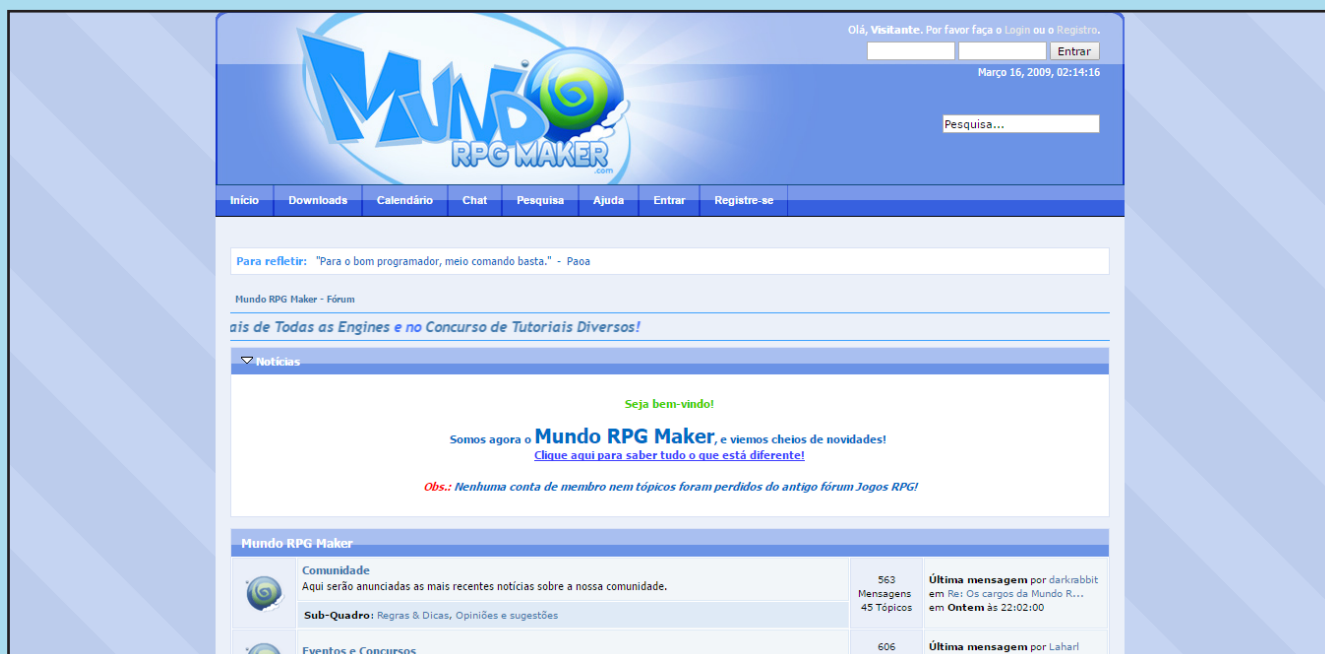 MUNDO
RPG MAKER
.com
Olá, Visitante. Por favor faça o Login ou o Registro.
Entrar
Março 16, 2009, 02:14:16
Pesquisa...
Início Downloads Calendário Chat Pesquisa Ajuda Entrar Registre-se
Para refletir: "Para o bom programador, meio comando basta." - Paoa
Mundo RPG Maker - Fórum
ais de Todas as Engines e no Concurso de Tutoriais Diversos!
Notícias
Seja bem-vindo!
Somos agora o Mundo RPG Maker, e viemos cheios de novidades!
Clique aqui para saber tudo o que está diferente!
Obs.: Nenhuma conta de membro nem tópicos foram perdidos do antigo fórum Jogos RPG!
Mundo RPG Maker
Comunidade
Aqui serão anunciadas as mais recentes notícias sobre a nossa comunidade.
Sub-Quadro: Regras & Dicas, Opiniões e sugestões
563
Mensagens
45 Tópicos
Última mensagem por darkrabbit
em Re: Os cargos da Mundo R...
em Ontem às 22:02:00
Eventos e Concursos
606
Última mensagem por Laharl